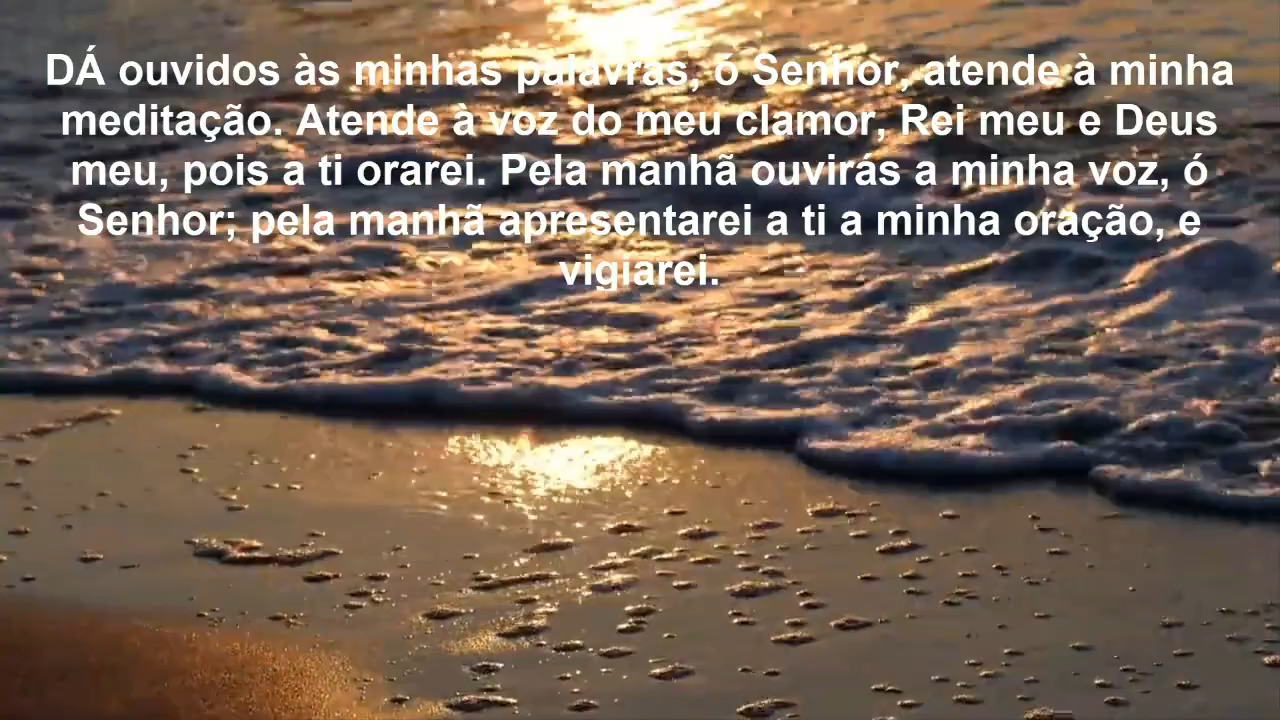 DÁ ouvidos às minhas palavras, ó Senhor, atende à minha
meditação. Atende à voz do meu clamor, Rei meu e Deus
meu, pois a ti orarei. Pela manhã ouvirás a minha voz, ó
Senhor; pela manhã apresentarei a ti a minha oração, e
vigiarei.